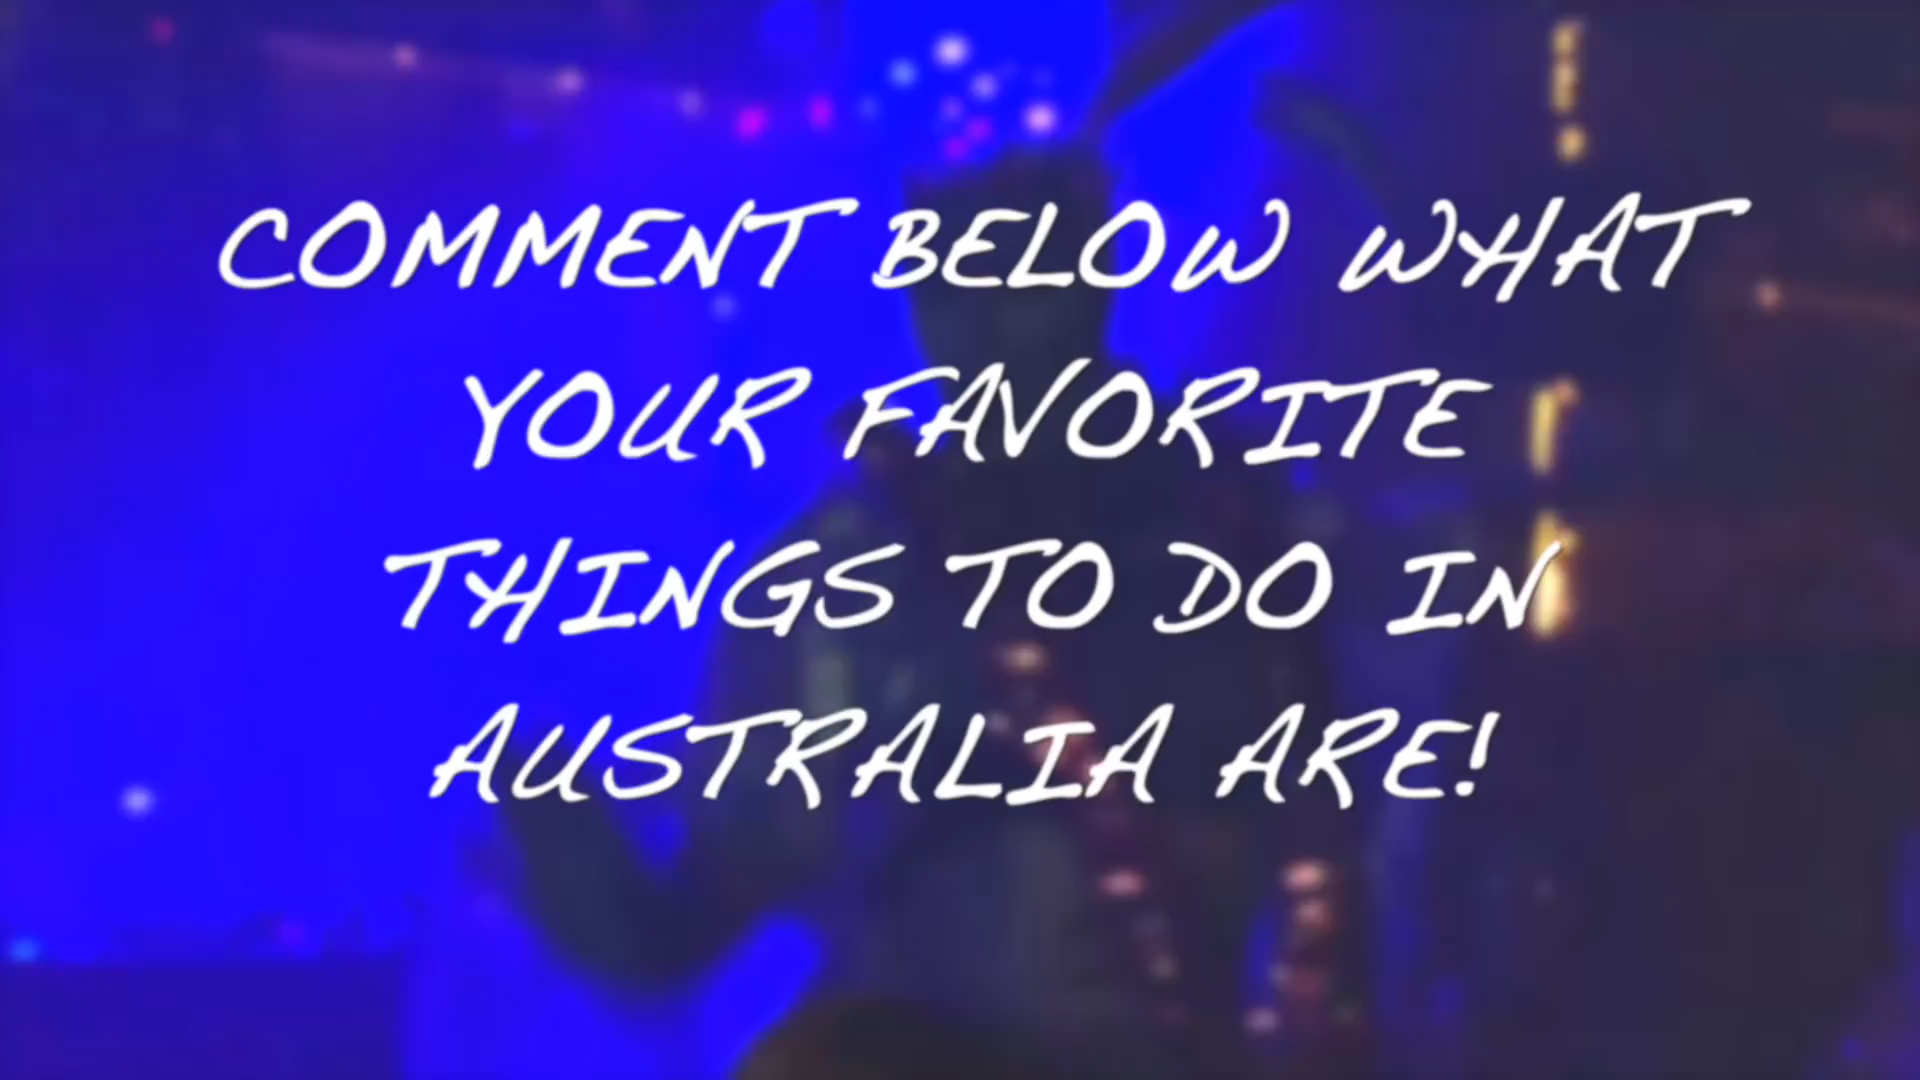 COMMENT BELOW WHAT
YOUR FAVORITE
THINGS TO DO IN
AUSTRALIA ARE!